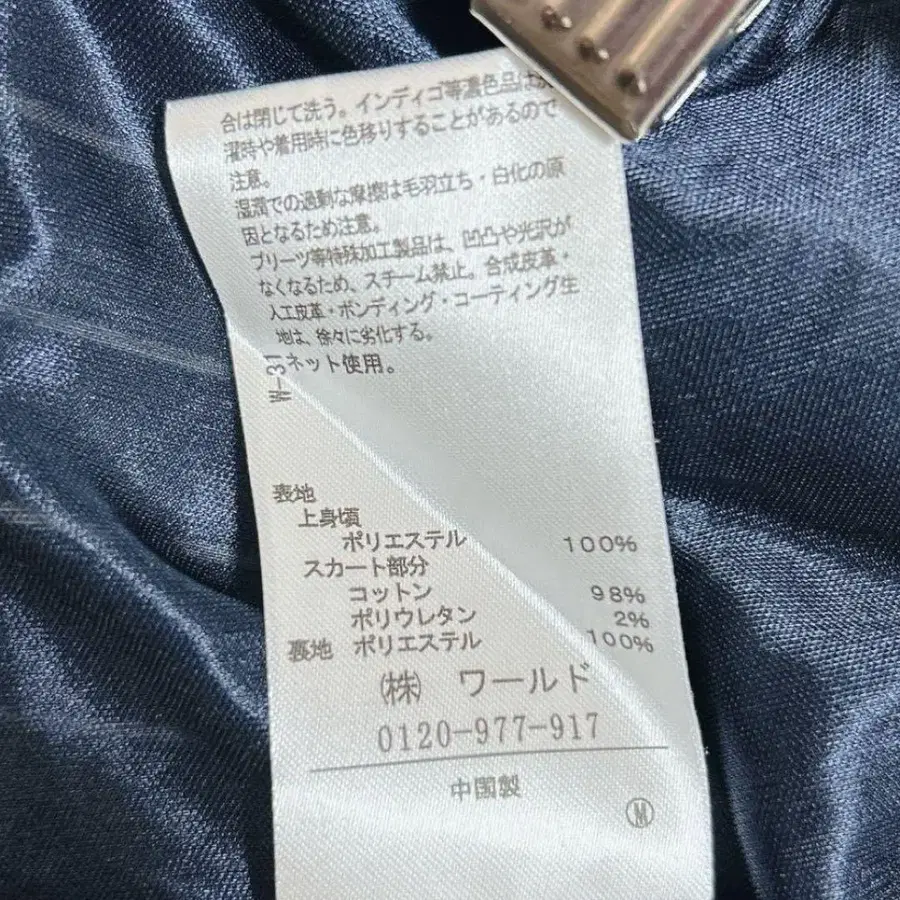 合は閉じて洗う。インディゴ等濃色品は
濯時や着用時に色移りすることがあるので
注意。
湿潤での過剰な摩擦は毛羽立ち・白化の原
因となるため注意。
プリーツ等特殊加工製品は、凹凸や光沢が
なくなるため、スチーム禁止。合成皮革・
人工皮革・ボンディング・コーティング生
地は、徐々に劣化する。
W-31 ネット使用。
表地
上身頃
ポリエステル 100%
スカート部分
コットン 98%
ポリウレタン 2%
裏地 ポリエステル 100%
(株) ワールド
0120-977-917
中国製
M